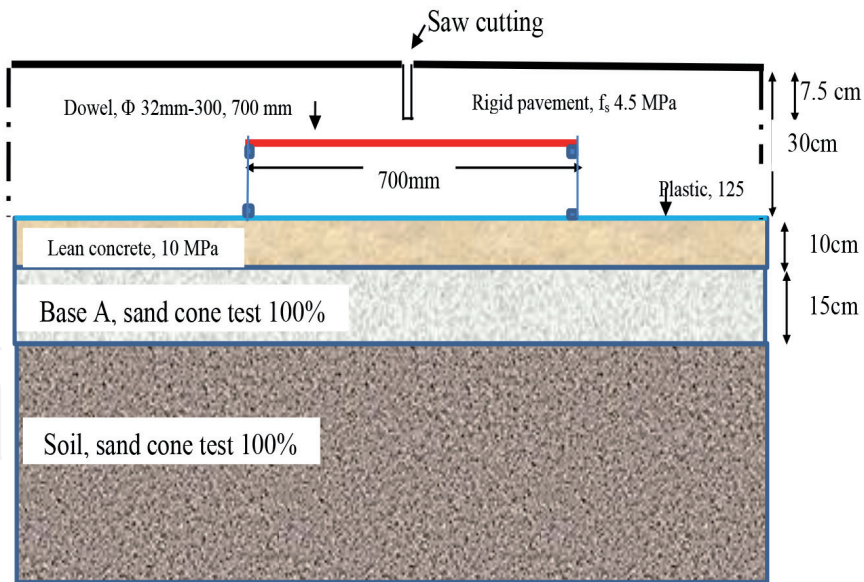 Saw cutting
Dowel, Φ 32mm-300, 700 mm
Rigid pavement, fs 4.5 MPa
7.5 cm
30cm
700mm
Plastic, 125
Lean concrete, 10 MPa
10cm
Base A, sand cone test 100%
15cm
Soil, sand cone test 100%